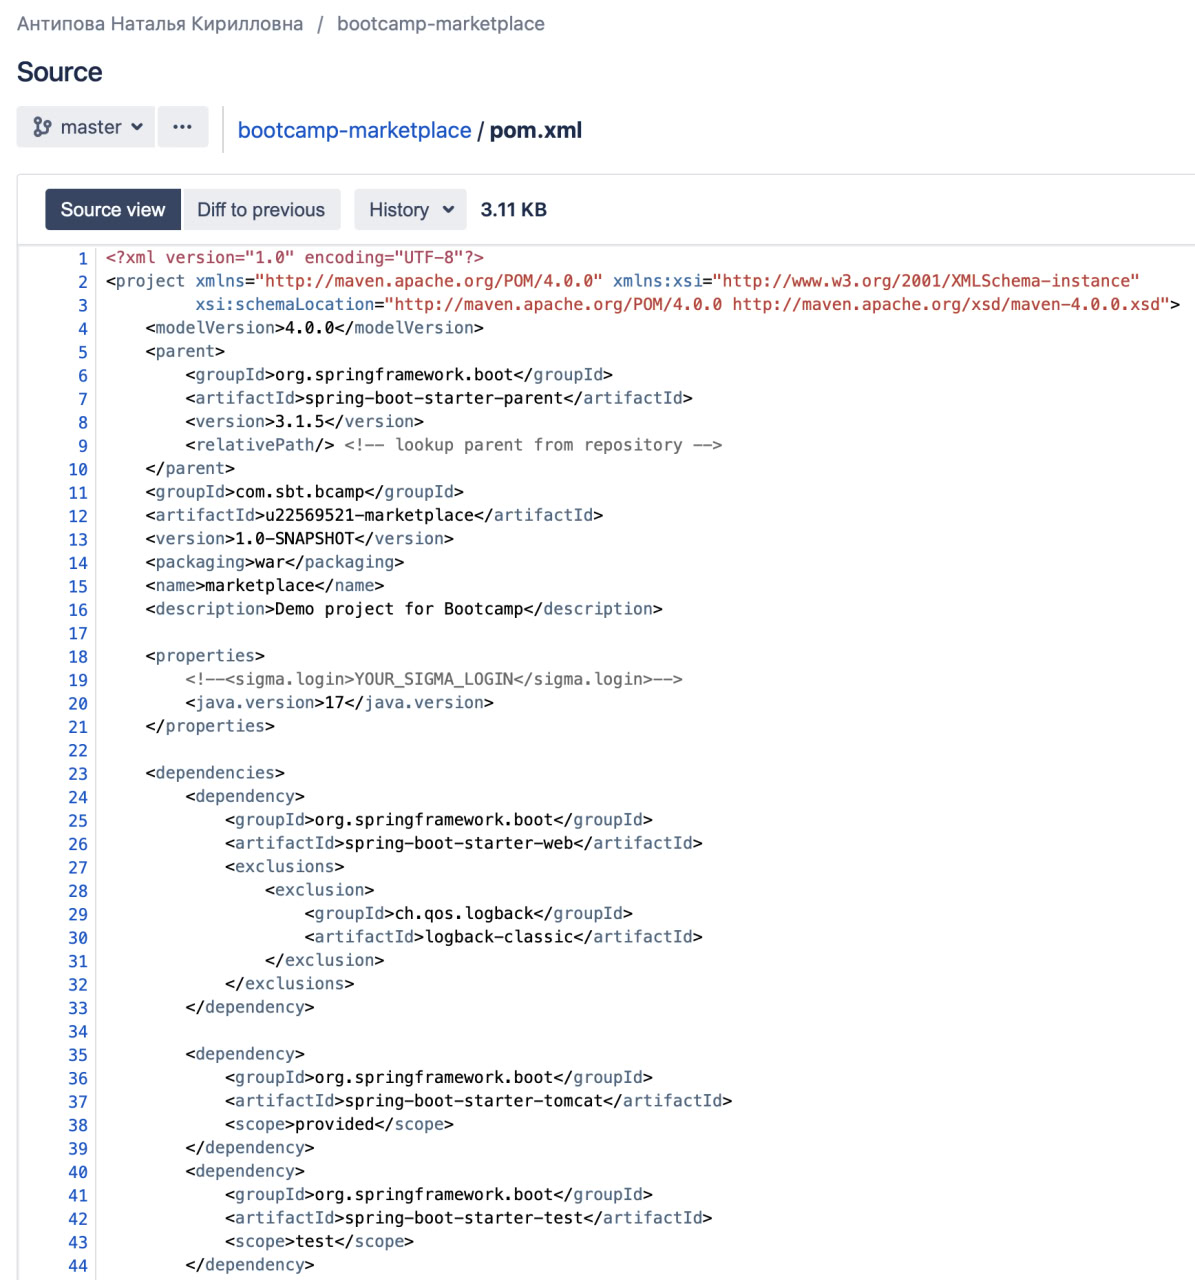 Антипова Наталья Кирилловна / bootcamp-marketplace
Source
master ••• bootcamp-marketplace / pom.xml
Source view Diff to previous History 3.11 KB
1 <?xml version="1.0" encoding="UTF-8"?>
2 <project xmlns="http://maven.apache.org/POM/4.0.0" xmlns:xsi="http://www.w3.org/2001/XMLSchema-instance"
3 xsi:schemaLocation="http://maven.apache.org/POM/4.0.0 http://maven.apache.org/xsd/maven-4.0.0.xsd">
4 <modelVersion>4.0.0</modelVersion>
5 <parent>
6 <groupId>org.springframework.boot</groupId>
7 <artifactId>spring-boot-starter-parent</artifactId>
8 <version>3.1.5</version>
9 <relativePath/> <!-- lookup parent from repository -->
10 </parent>
11 <groupId>com.sbt.bcamp</groupId>
12 <artifactId>u22569521-marketplace</artifactId>
13 <version>1.0-SNAPSHOT</version>
14 <packaging>war</packaging>
15 <name>marketplace</name>
16 <description>Demo project for Bootcamp</description>
17
18 <properties>
19 <!--<sigma.login>YOUR_SIGMA_LOGIN</sigma.login>-->
20 <java.version>17</java.version>
21 </properties>
22
23 <dependencies>
24 <dependency>
25 <groupId>org.springframework.boot</groupId>
26 <artifactId>spring-boot-starter-web</artifactId>
27 <exclusions>
28 <exclusion>
29 <groupId>ch.qos.logback</groupId>
30 <artifactId>logback-classic</artifactId>
31 </exclusion>
32 </exclusions>
33 </dependency>
34
35 <dependency>
36 <groupId>org.springframework.boot</groupId>
37 <artifactId>spring-boot-starter-tomcat</artifactId>
38 <scope>provided</scope>
39 </dependency>
40 <dependency>
41 <groupId>org.springframework.boot</groupId>
42 <artifactId>spring-boot-starter-test</artifactId>
43 <scope>test</scope>
44 </dependency>